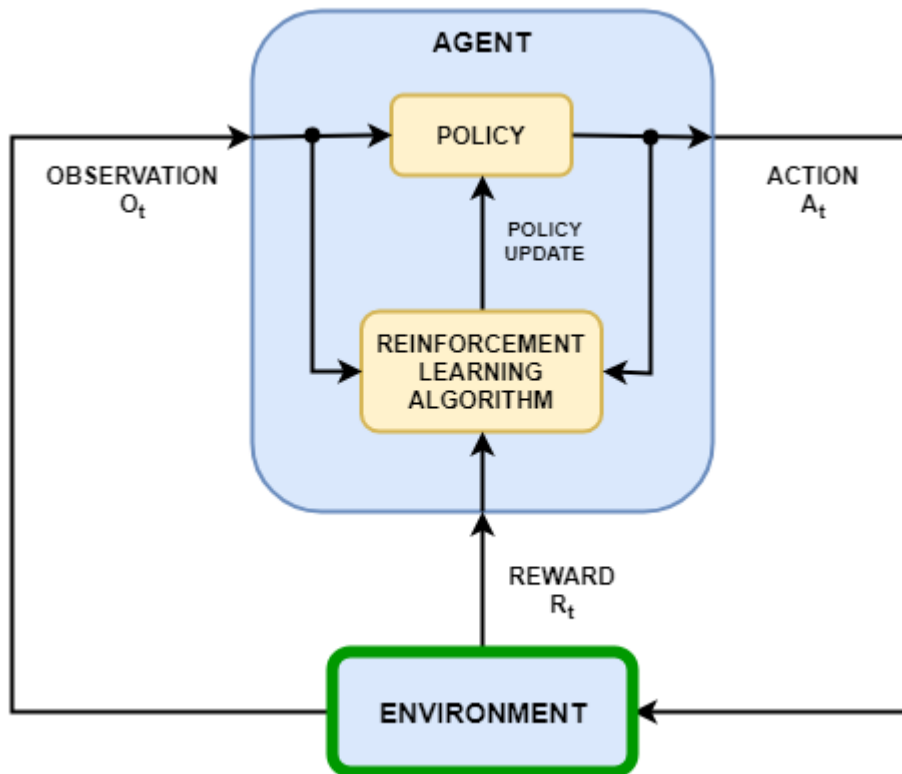 AGENT
POLICY
OBSERVATION
Oₜ
ACTION
Aₜ
POLICY
UPDATE
REINFORCEMENT
LEARNING
ALGORITHM
REWARD
Rₜ
ENVIRONMENT